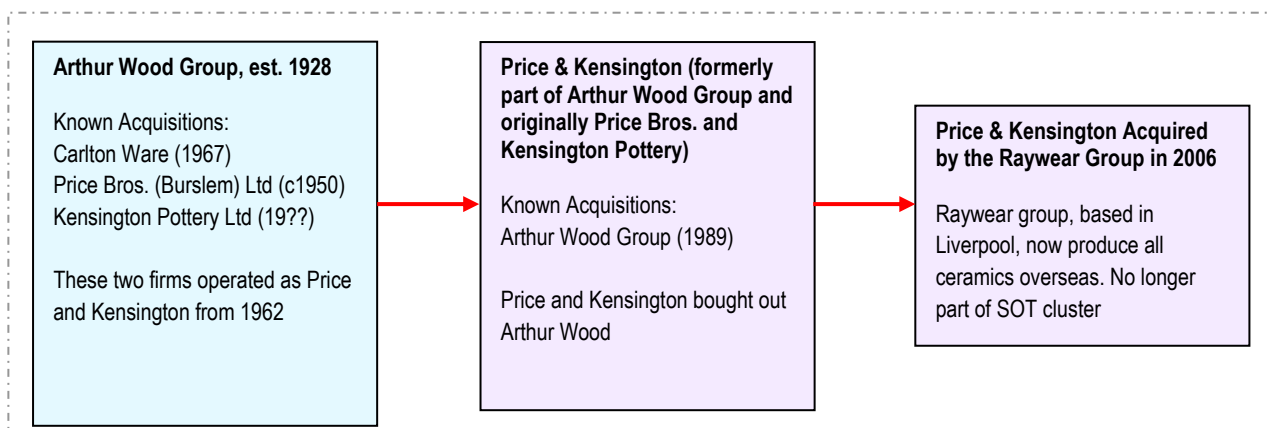 Arthur Wood Group, est. 1928
Known Acquisitions:
Carlton Ware (1967)
Price Bros. (Burslem) Ltd (c1950)
Kensington Pottery Ltd (19??)
These two firms operated as Price
and Kensington from 1962
Price & Kensington (formerly
part of Arthur Wood Group and
originally Price Bros. and
Kensington Pottery)
Known Acquisitions:
Arthur Wood Group (1989)
Price and Kensington bought out
Arthur Wood
Price & Kensington Acquired
by the Raywear Group in 2006
Raywear group, based in
Liverpool, now produce all
ceramics overseas. No longer
part of SOT cluster